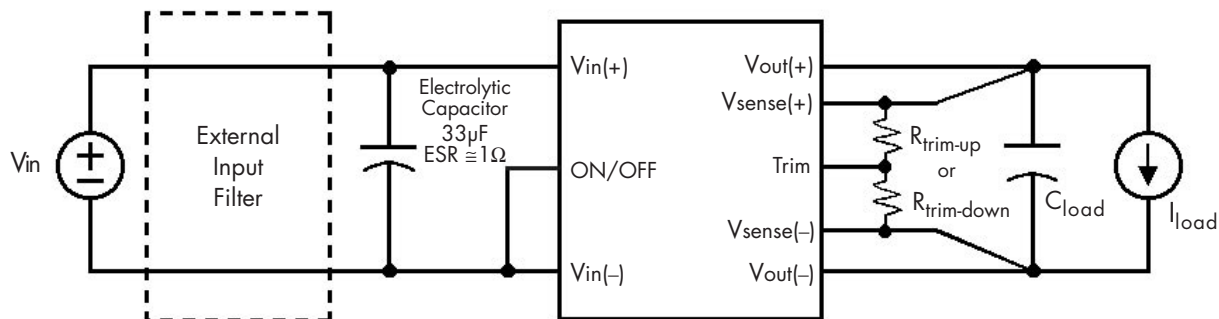 Vin
External
Input
Filter
Electrolytic
Capacitor
33µF
ESR ≅1Ω
Vin(+)
ON/OFF
Vin(–)
Vout(+)
Vsense(+)
Trim
Vsense(–)
Vout(–)
Rtrim-up
or
Rtrim-down
Cload
Iload